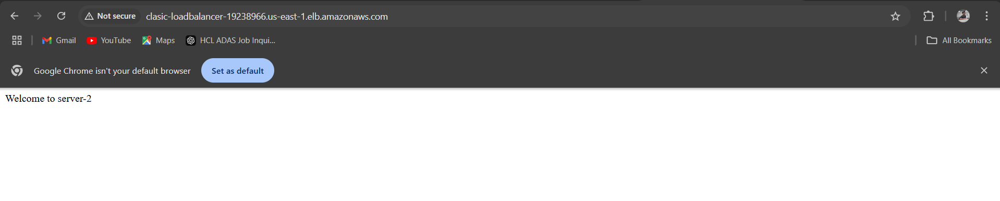 Not secure clasic-loadbalancer-19238966.us-east-1.elb.amazonaws.com
Gmail YouTube Maps HCL ADAS Job Inqui... All Bookmarks
Google Chrome isn't your default browser Set as default
Welcome to server-2